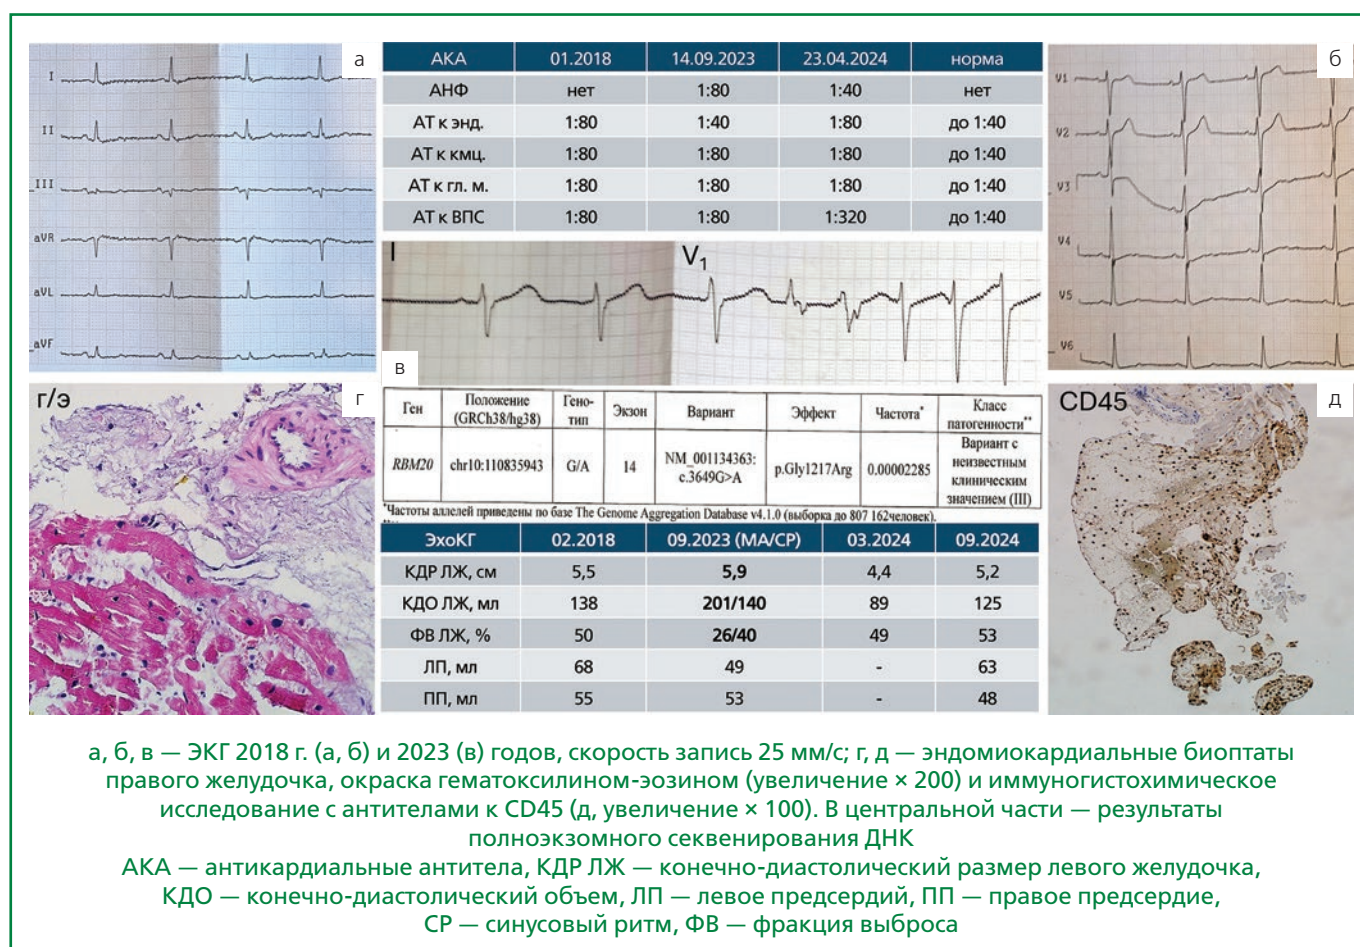 а
I
II
III
aVR
aVL
aVF
АКА 01.2018 14.09.2023 23.04.2024 норма
АНФ нет 1:80 1:40 нет
АТ к энд. 1:80 1:40 1:80 до 1:40
АТ к кмц. 1:80 1:80 1:80 до 1:40
АТ к гл. м. 1:80 1:80 1:80 до 1:40
АТ к ВПС 1:80 1:80 1:320 до 1:40
б
V1
V2
V3
V4
V5
V6
I
V1
в
г/э
г
Ген Положение (GRCh38/hg38) Гено-тип Экзон Вариант Эффект Частота* Класс патогенности**
RBM20 chr10:110835943 G/A 14 NM_001134363: c.3649G>A p.Gly1217Arg 0.00002285 Вариант с неизвестным клиническим значением (III)
*Частоты аллелей приведены по базе The Genome Aggregation Database v4.1.0 (выборка до 807 162человек).
ЭхоКГ 02.2018 09.2023 (МА/СР) 03.2024 09.2024
КДР ЛЖ, см 5,5 5,9 4,4 5,2
КДО ЛЖ, мл 138 201/140 89 125
ФВ ЛЖ, % 50 26/40 49 53
ЛП, мл 68 49 - 63
ПП, мл 55 53 - 48
CD45
д
а, б, в — ЭКГ 2018 г. (а, б) и 2023 (в) годов, скорость запись 25 мм/с; г, д — эндомиокардиальные биоптаты
правого желудочка, окраска гематоксилином-эозином (увеличение × 200) и иммуногистохимическое
исследование с антителами к CD45 (д, увеличение × 100). В центральной части — результаты
полноэкзомного секвенирования ДНК
АКА — антикардиальные антитела, КДР ЛЖ — конечно-диастолический размер левого желудочка,
КДО — конечно-диастолический объем, ЛП — левое предсердий, ПП — правое предсердие,
СР — синусовый ритм, ФВ — фракция выброса